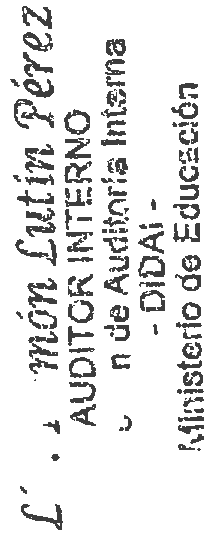 món Lutín Pérez
AUDITOR INTERNO
n de Auditoría Interna
- DIDAI -
Ministerio de Educación